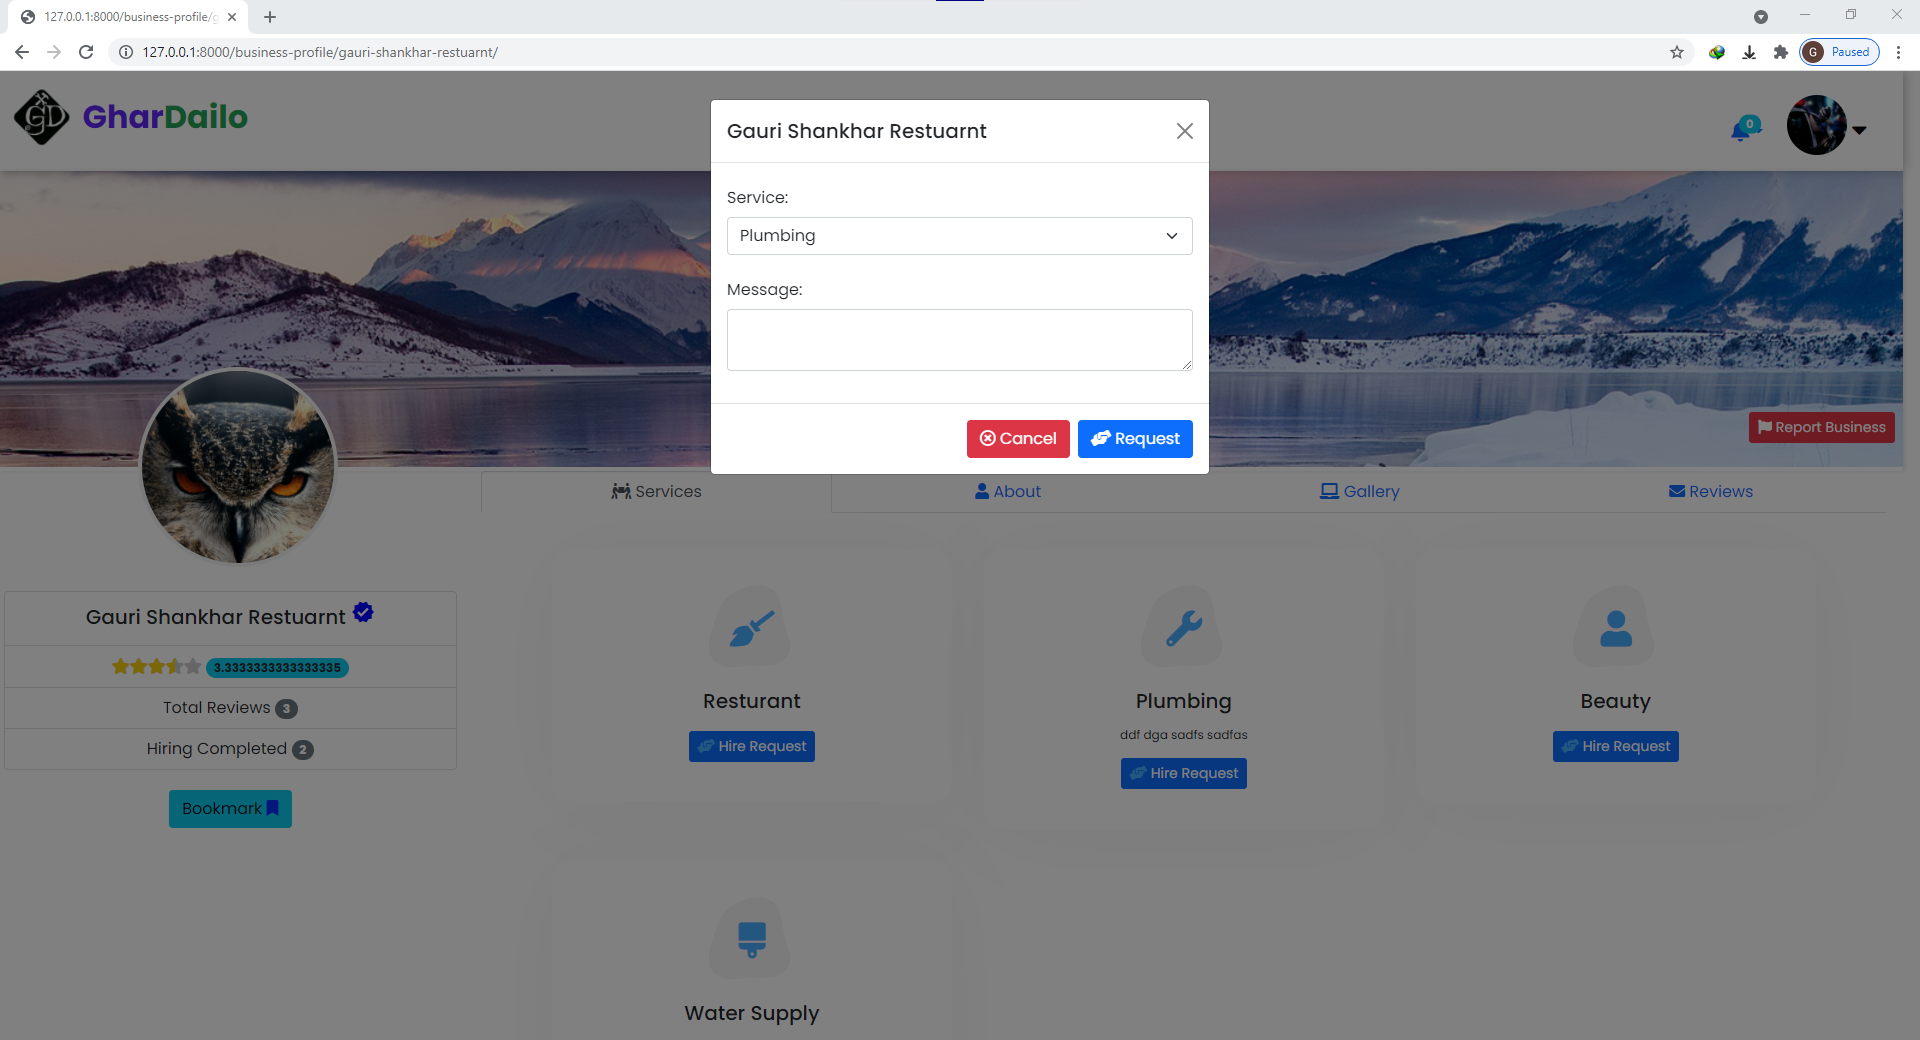 127.0.0.1:8000/business-profile/g
127.0.0.1:8000/business-profile/gauri-shankhar-restuarnt/
G Paused
GD GharDailo
0
Gauri Shankhar Restuarnt
Service:
Plumbing
Message:
Cancel Request
Report Business
Services About Gallery Reviews
Gauri Shankhar Restuarnt
3.3333333333333335
Total Reviews 3
Hiring Completed 2
Bookmark
Resturant
Hire Request
Plumbing
ddf dga sadfs sadfas
Hire Request
Beauty
Hire Request
Water Supply